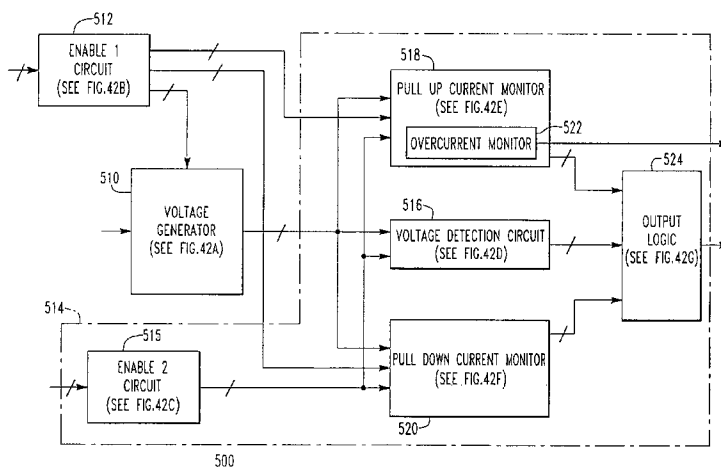 512
ENABLE 1
CIRCUIT
(SEE FIG.42B)
518
PULL UP CURRENT MONITOR
(SEE FIG.42E)
522
OVERCURRENT MONITOR
524
OUTPUT
LOGIC
(SEE FIG.42G)
510
VOLTAGE
GENERATOR
(SEE FIG.42A)
516
VOLTAGE DETECTION CIRCUIT
(SEE FIG.42D)
514
515
ENABLE 2
CIRCUIT
(SEE FIG.42C)
PULL DOWN CURRENT MONITOR
(SEE FIG.42F)
520
500